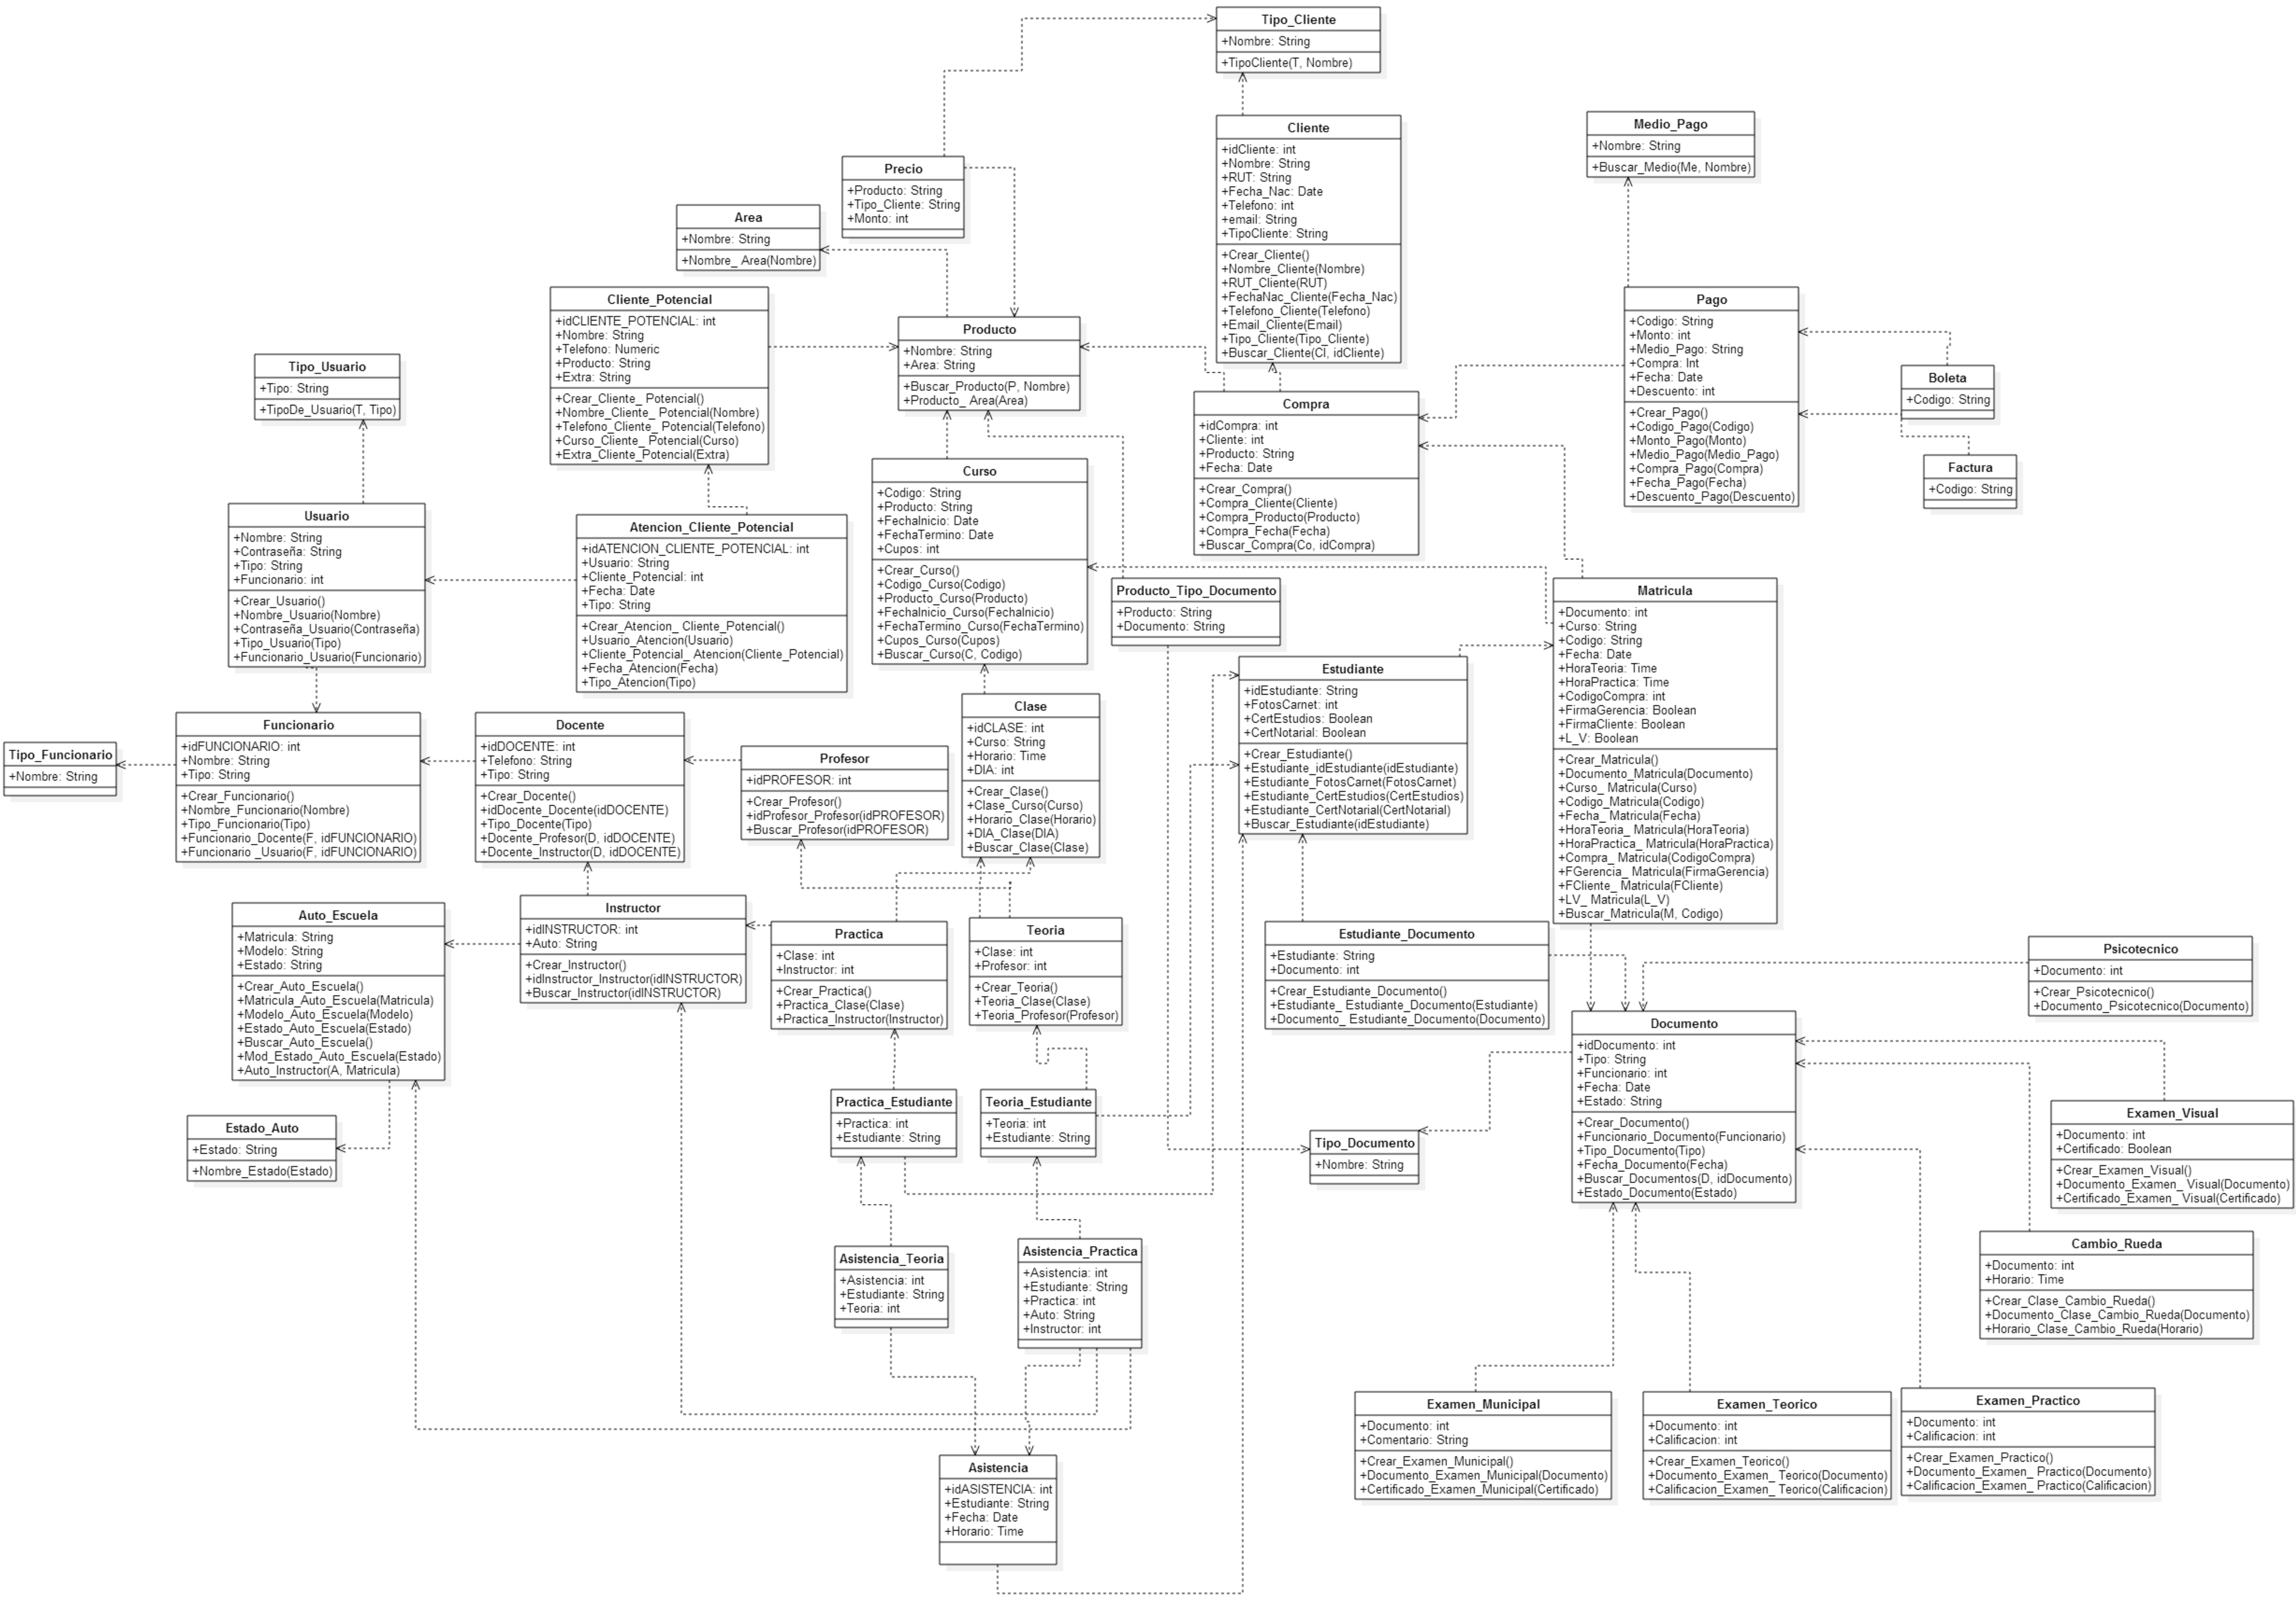 Tipo_Cliente
+Nombre: String
+TipoCliente(T, Nombre)
Cliente
+idCliente: int
+Nombre: String
+RUT: String
+Fecha_Nac: Date
+Telefono: int
+email: String
+TipoCliente: String
+Crear_Cliente()
+Nombre_Cliente(Nombre)
+RUT_Cliente(RUT)
+FechaNac_Cliente(Fecha_Nac)
+Telefono_Cliente(Telefono)
+Email_Cliente(Email)
+Tipo_Cliente(Tipo_Cliente)
+Buscar_Cliente(Cl, idCliente)
Medio_Pago
+Nombre: String
+Buscar_Medio(Me, Nombre)
Precio
+Producto: String
+Tipo_Cliente: String
+Monto: int
Area
+Nombre: String
+Nombre_ Area(Nombre)
Cliente_Potencial
+idCLIENTE_POTENCIAL: int
+Nombre: String
+Telefono: Numeric
+Producto: String
+Extra: String
+Crear_Cliente_ Potencial()
+Nombre_Cliente_ Potencial(Nombre)
+Telefono_Cliente_ Potencial(Telefono)
+Curso_Cliente_ Potencial(Curso)
+Extra_Cliente_Potencial(Extra)
Producto
+Nombre: String
+Area: String
+Buscar_Producto(P, Nombre)
+Producto_ Area(Area)
Pago
+Codigo: String
+Monto: int
+Medio_Pago: String
+Compra: Int
+Fecha: Date
+Descuento: int
+Crear_Pago()
+Codigo_Pago(Codigo)
+Monto_Pago(Monto)
+Medio_Pago(Medio_Pago)
+Compra_Pago(Compra)
+Fecha_Pago(Fecha)
+Descuento_Pago(Descuento)
Boleta
+Codigo: String
Factura
+Codigo: String
Tipo_Usuario
+Tipo: String
+TipoDe_Usuario(T, Tipo)
Compra
+idCompra: int
+Cliente: int
+Producto: String
+Fecha: Date
+Crear_Compra()
+Compra_Cliente(Cliente)
+Compra_Producto(Producto)
+Compra_Fecha(Fecha)
+Buscar_Compra(Co, idCompra)
Curso
+Codigo: String
+Producto: String
+FechaInicio: Date
+FechaTermino: Date
+Cupos: int
+Crear_Curso()
+Codigo_Curso(Codigo)
+Producto_Curso(Producto)
+FechaInicio_Curso(FechaInicio)
+FechaTermino_Curso(FechaTermino)
+Cupos_Curso(Cupos)
+Buscar_Curso(C, Codigo)
Usuario
+Nombre: String
+Contraseña: String
+Tipo: String
+Funcionario: int
+Crear_Usuario()
+Nombre_Usuario(Nombre)
+Contraseña_Usuario(Contraseña)
+Tipo_Usuario(Tipo)
+Funcionario_Usuario(Funcionario)
Atencion_Cliente_Potencial
+idATENCION_CLIENTE_POTENCIAL: int
+Usuario: String
+Cliente_Potencial: int
+Fecha: Date
+Tipo: String
+Crear_Atencion_ Cliente_Potencial()
+Usuario_Atencion(Usuario)
+Cliente_Potencial_ Atencion(Cliente_Potencial)
+Fecha_Atencion(Fecha)
+Tipo_Atencion(Tipo)
Producto_Tipo_Documento
+Producto: String
+Documento: String
Matricula
+Documento: int
+Curso: String
+Codigo: String
+Fecha: Date
+HoraTeoria: Time
+HoraPractica: Time
+CodigoCompra: int
+FirmaGerencia: Boolean
+FirmaCliente: Boolean
+L_V: Boolean
+Crear_Matricula()
+Documento_Matricula(Documento)
+Curso_ Matricula(Curso)
+Codigo_ Matricula(Codigo)
+Fecha_ Matricula(Fecha)
+HoraTeoria_ Matricula(HoraTeoria)
+HoraPractica_ Matricula(HoraPractica)
+Compra_ Matricula(CodigoCompra)
+FGerencia_ Matricula(FirmaGerencia)
+FCliente_ Matricula(FCliente)
+LV_ Matricula(L_V)
+Buscar_Matricula(M, Codigo)
Estudiante
+idEstudiante: String
+FotosCarnet: int
+CertEstudios: Boolean
+CertNotarial: Boolean
+Crear_Estudiante()
+Estudiante_idEstudiante(idEstudiante)
+Estudiante_FotosCarnet(FotosCarnet)
+Estudiante_CertEstudios(CertEstudios)
+Estudiante_CertNotarial(CertNotarial)
+Buscar_Estudiante(idEstudiante)
Tipo_Funcionario
+Nombre: String
Funcionario
+idFUNCIONARIO: int
+Nombre: String
+Tipo: String
+Crear_Funcionario()
+Nombre_Funcionario(Nombre)
+Tipo_Funcionario(Tipo)
+Funcionario_Docente(F, idFUNCIONARIO)
+Funcionario _Usuario(F, idFUNCIONARIO)
Docente
+idDOCENTE: int
+Telefono: String
+Tipo: String
+Crear_Docente()
+idDocente_Docente(idDOCENTE)
+Tipo_Docente(Tipo)
+Docente_Profesor(D, idDOCENTE)
+Docente_Instructor(D, idDOCENTE)
Profesor
+idPROFESOR: int
+Crear_Profesor()
+idProfesor_Profesor(idPROFESOR)
+Buscar_Profesor(idPROFESOR)
Clase
+idCLASE: int
+Curso: String
+Horario: Time
+DIA: int
+Crear_Clase()
+Clase_Curso(Curso)
+Horario_Clase(Horario)
+DIA_Clase(DIA)
+Buscar_Clase(Clase)
Auto_Escuela
+Matricula: String
+Modelo: String
+Estado: String
+Crear_Auto_Escuela()
+Matricula_Auto_Escuela(Matricula)
+Modelo_Auto_Escuela(Modelo)
+Estado_Auto_Escuela(Estado)
+Buscar_Auto_Escuela()
+Mod_Estado_Auto_Escuela(Estado)
+Auto_Instructor(A, Matricula)
Instructor
+idINSTRUCTOR: int
+Auto: String
+Crear_Instructor()
+idInstructor_Instructor(idINSTRUCTOR)
+Buscar_Instructor(idINSTRUCTOR)
Practica
+Clase: int
+Instructor: int
+Crear_Practica()
+Practica_Clase(Clase)
+Practica_Instructor(Instructor)
Teoria
+Clase: int
+Profesor: int
+Crear_Teoria()
+Teoria_Clase(Clase)
+Teoria_Profesor(Profesor)
Estudiante_Documento
+Estudiante: String
+Documento: int
+Crear_Estudiante_Documento()
+Estudiante_ Estudiante_Documento(Estudiante)
+Documento_ Estudiante_Documento(Documento)
Psicotecnico
+Documento: int
+Crear_Psicotecnico()
+Documento_Psicotecnico(Documento)
Documento
+idDocumento: int
+Tipo: String
+Funcionario: int
+Fecha: Date
+Estado: String
+Crear_Documento()
+Funcionario_Documento(Funcionario)
+Tipo_Documento(Tipo)
+Fecha_Documento(Fecha)
+Buscar_Documentos(D, idDocumento)
+Estado_Documento(Estado)
Estado_Auto
+Estado: String
+Nombre_Estado(Estado)
Practica_Estudiante
+Practica: int
+Estudiante: String
Teoria_Estudiante
+Teoria: int
+Estudiante: String
Tipo_Documento
+Nombre: String
Examen_Visual
+Documento: int
+Certificado: Boolean
+Crear_Examen_Visual()
+Documento_Examen_ Visual(Documento)
+Certificado_Examen_ Visual(Certificado)
Asistencia_Teoria
+Asistencia: int
+Estudiante: String
+Teoria: int
Asistencia_Practica
+Asistencia: int
+Estudiante: String
+Practica: int
+Auto: String
+Instructor: int
Cambio_Rueda
+Documento: int
+Horario: Time
+Crear_Clase_Cambio_Rueda()
+Documento_Clase_Cambio_Rueda(Documento)
+Horario_Clase_Cambio_Rueda(Horario)
Examen_Municipal
+Documento: int
+Comentario: String
+Crear_Examen_Municipal()
+Documento_Examen_Municipal(Documento)
+Certificado_Examen_Municipal(Certificado)
Examen_Teorico
+Documento: int
+Calificacion: int
+Crear_Examen_Teorico()
+Documento_Examen_ Teorico(Documento)
+Calificacion_Examen_ Teorico(Calificacion)
Examen_Practico
+Documento: int
+Calificacion: int
+Crear_Examen_Practico()
+Documento_Examen_ Practico(Documento)
+Calificacion_Examen_ Practico(Calificacion)
Asistencia
+idASISTENCIA: int
+Estudiante: String
+Fecha: Date
+Horario: Time